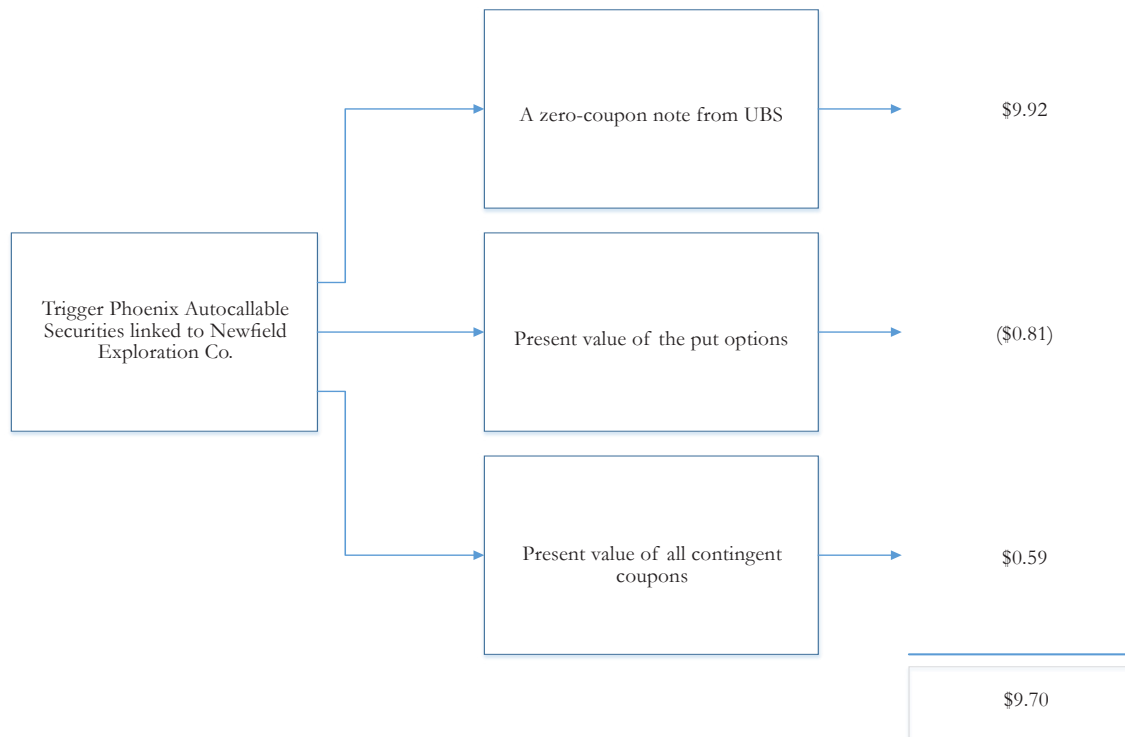 A zero-coupon note from UBS
$9.92
Trigger Phoenix Autocallable
Securities linked to Newfield
Exploration Co.
Present value of the put options
($0.81)
Present value of all contingent
coupons
$0.59
$9.70